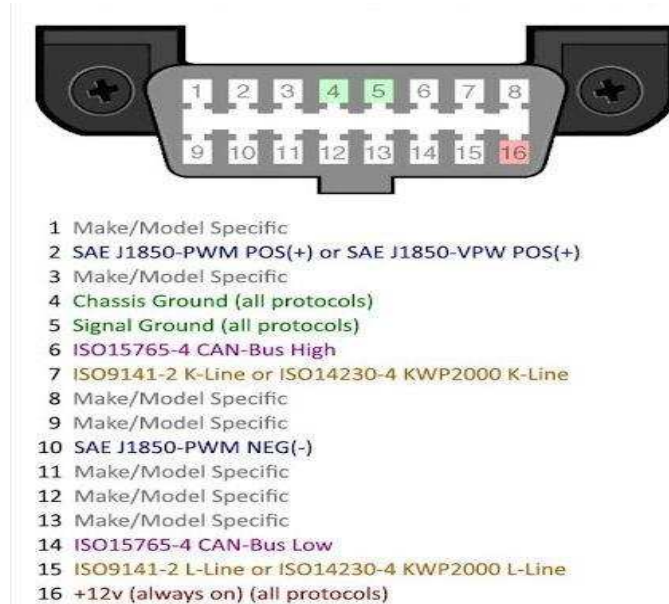 1 2 3 4 5 6 7 8
9 10 11 12 13 14 15 16
1 Make/Model Specific
2 SAE J1850-PWM POS(+) or SAE J1850-VPW POS(+)
3 Make/Model Specific
4 Chassis Ground (all protocols)
5 Signal Ground (all protocols)
6 ISO15765-4 CAN-Bus High
7 ISO9141-2 K-Line or ISO14230-4 KWP2000 K-Line
8 Make/Model Specific
9 Make/Model Specific
10 SAE J1850-PWM NEG(-)
11 Make/Model Specific
12 Make/Model Specific
13 Make/Model Specific
14 ISO15765-4 CAN-Bus Low
15 ISO9141-2 L-Line or ISO14230-4 KWP2000 L-Line
16 +12v (always on) (all protocols)